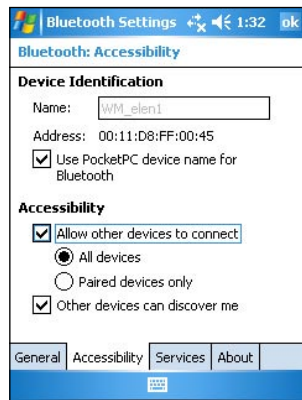 Bluetooth Settings 1:32 ok
Bluetooth: Accessibility
Device Identification
Name: WM_elen1
Address: 00:11:D8:FF:00:45
Use PocketPC device name for
Bluetooth
Accessibility
Allow other devices to connect
All devices
Paired devices only
Other devices can discover me
General Accessibility Services About